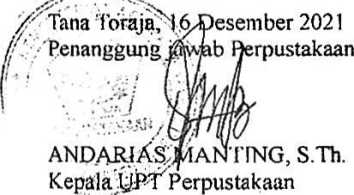 Tana Toraja, 16 Desember 2021
Penanggung jawab Perpustakaan
ANDARIAS MANTING, S.Th.
Kepala UPT Perpustakaan